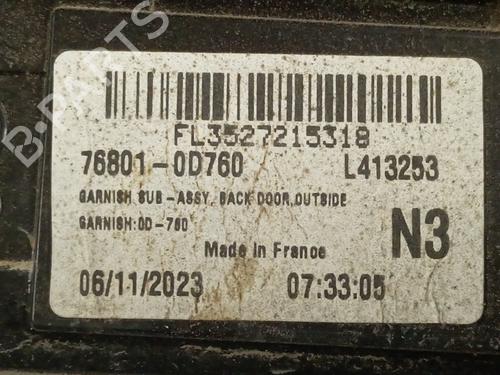 FL3527215318
76801-0D760 L413253
GARNISH SUB-ASSY, BACK DOOR,OUTSIDE
GARNISH:0D-760
N3
Made In France
06/11/2023 07:33:05
B-PARTS